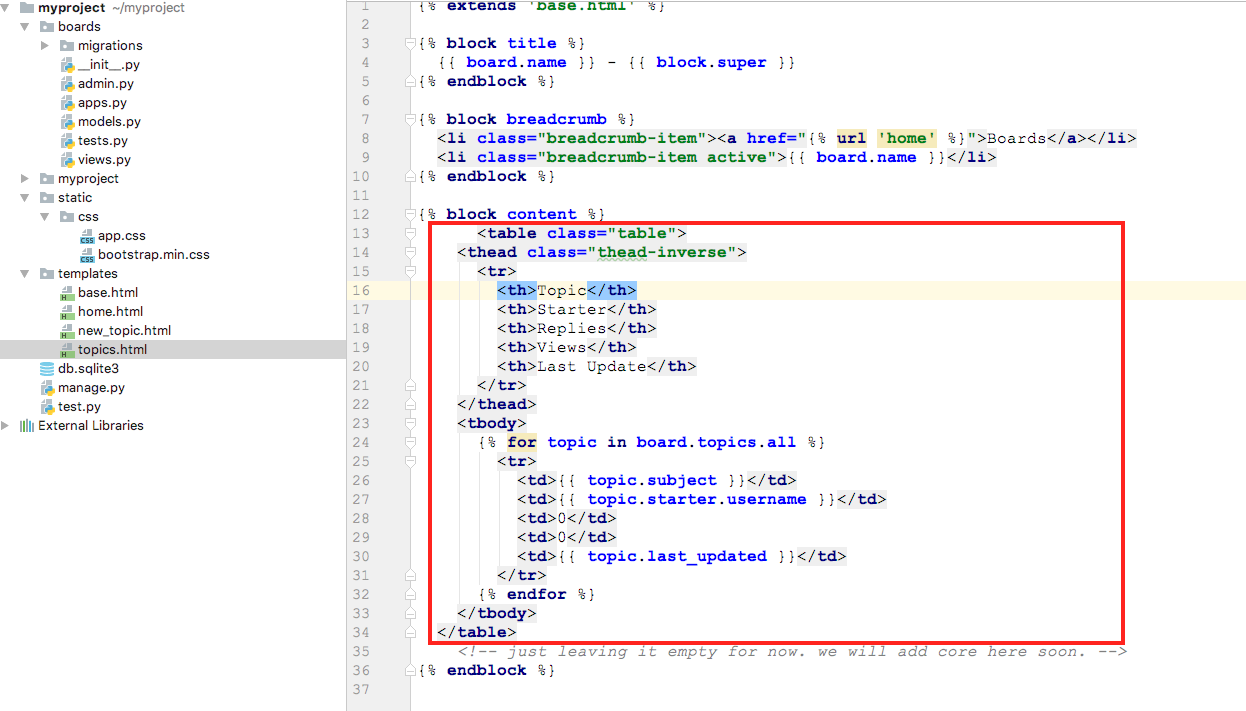 myproject ~/myproject
boards
migrations
__init__.py
admin.py
apps.py
models.py
tests.py
views.py
myproject
static
css
app.css
bootstrap.min.css
templates
base.html
home.html
new_topic.html
topics.html
db.sqlite3
manage.py
test.py
External Libraries
1 {% extends 'base.html' %}
2
3 {% block title %}
4   {{ board.name }} - {{ block.super }}
5 {% endblock %}
6
7 {% block breadcrumb %}
8   <li class="breadcrumb-item"><a href="{% url 'home' %}">Boards</a></li>
9   <li class="breadcrumb-item active">{{ board.name }}</li>
10 {% endblock %}
11
12 {% block content %}
13       <table class="table">
14     <thead class="thead-inverse">
15       <tr>
16         <th>Topic</th>
17         <th>Starter</th>
18         <th>Replies</th>
19         <th>Views</th>
20         <th>Last Update</th>
21       </tr>
22     </thead>
23     <tbody>
24       {% for topic in board.topics.all %}
25         <tr>
26           <td>{{ topic.subject }}</td>
27           <td>{{ topic.starter.username }}</td>
28           <td>0</td>
29           <td>0</td>
30           <td>{{ topic.last_updated }}</td>
31         </tr>
32       {% endfor %}
33     </tbody>
34   </table>
35     <!-- just leaving it empty for now. we will add core here soon. -->
36 {% endblock %}
37